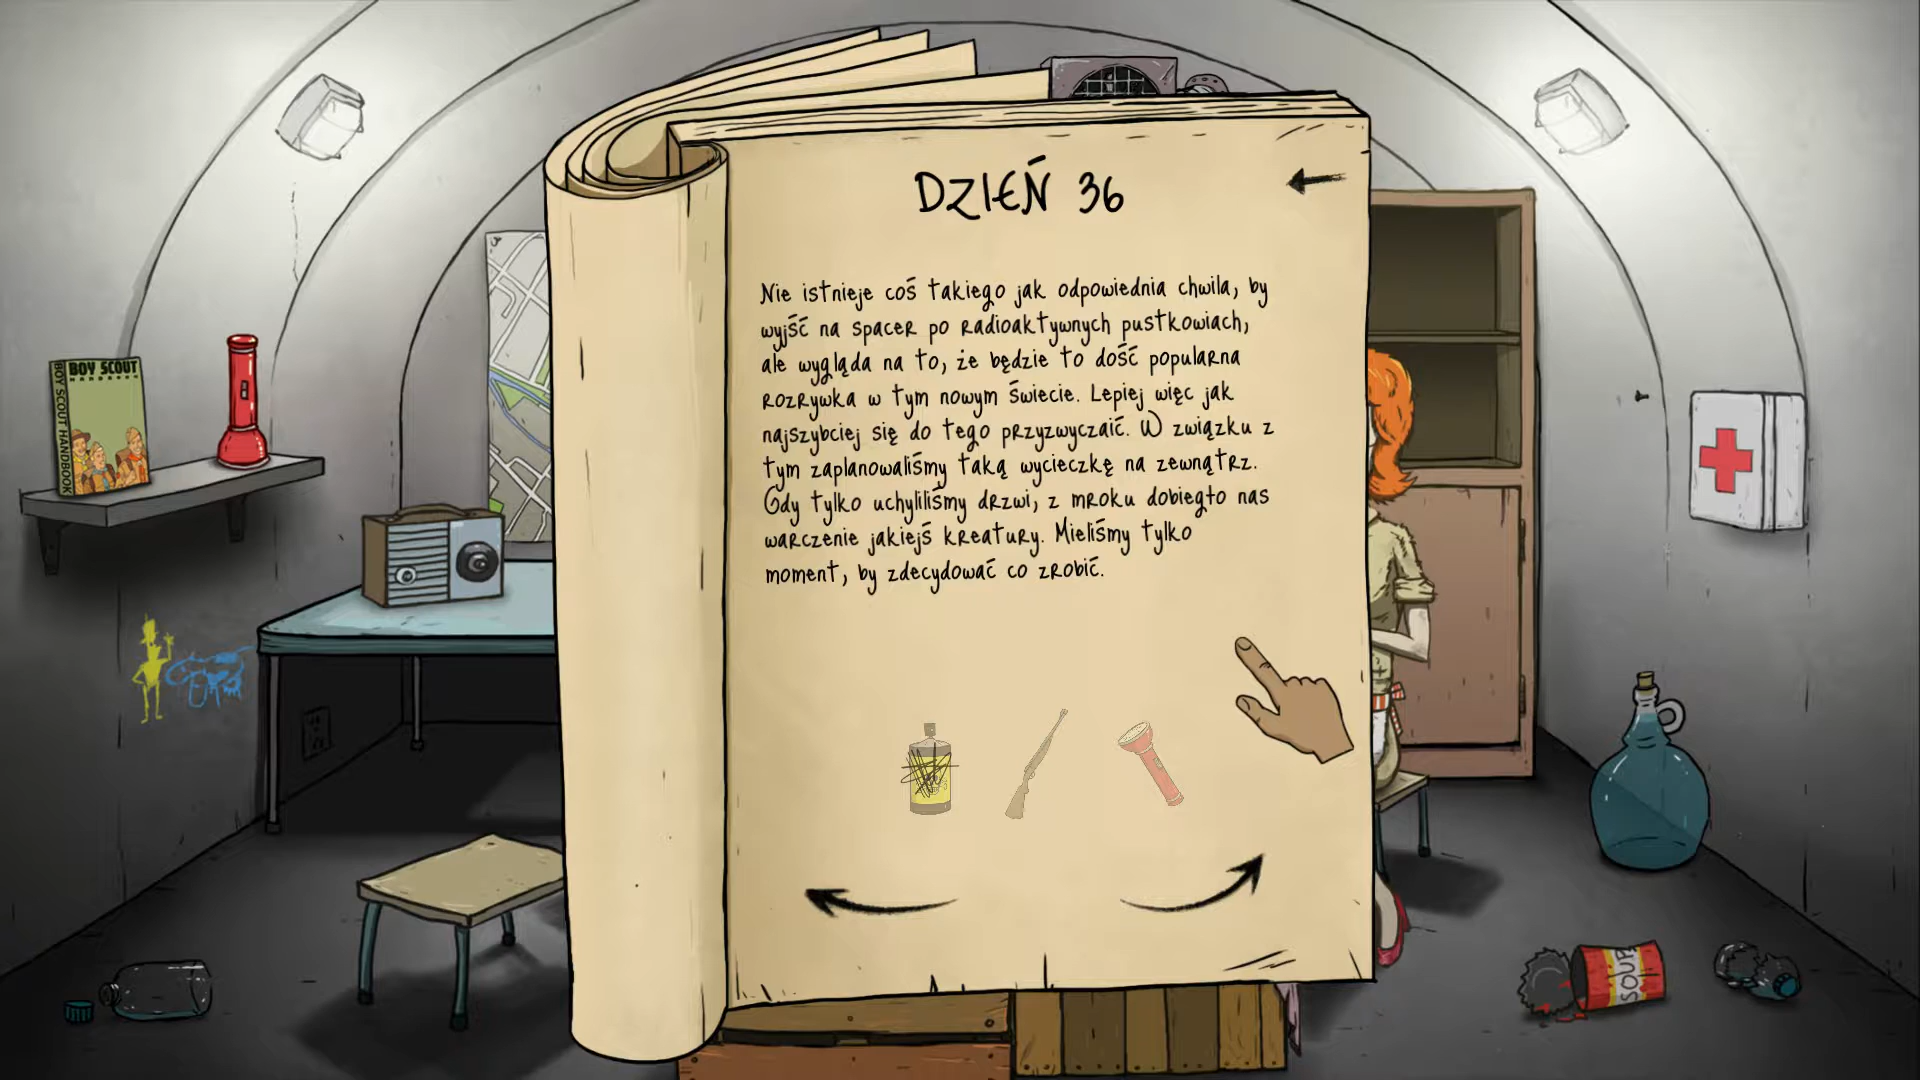 DZIEŃ 36
Nie istnieje coś takiego jak odpowiednia chwila, by
wyjść na spacer po radioaktywnych pustkowiach,
ale wygląda na to, że będzie to dość popularna
rozrywka w tym nowym świecie. Lepiej więc jak
najszybciej się do tego przyzwyczaić. W związku z
tym zaplanowaliśmy taką wycieczkę na zewnątrz.
Gdy tylko uchyliliśmy drzwi, z mroku dobiegło nas
warczenie jakiejś kreatury. Mieliśmy tylko
moment, by zdecydować co zrobić.
BOY SCOUT
HANDBOOK
BOY SCOUT HANDBOOK
SOUP